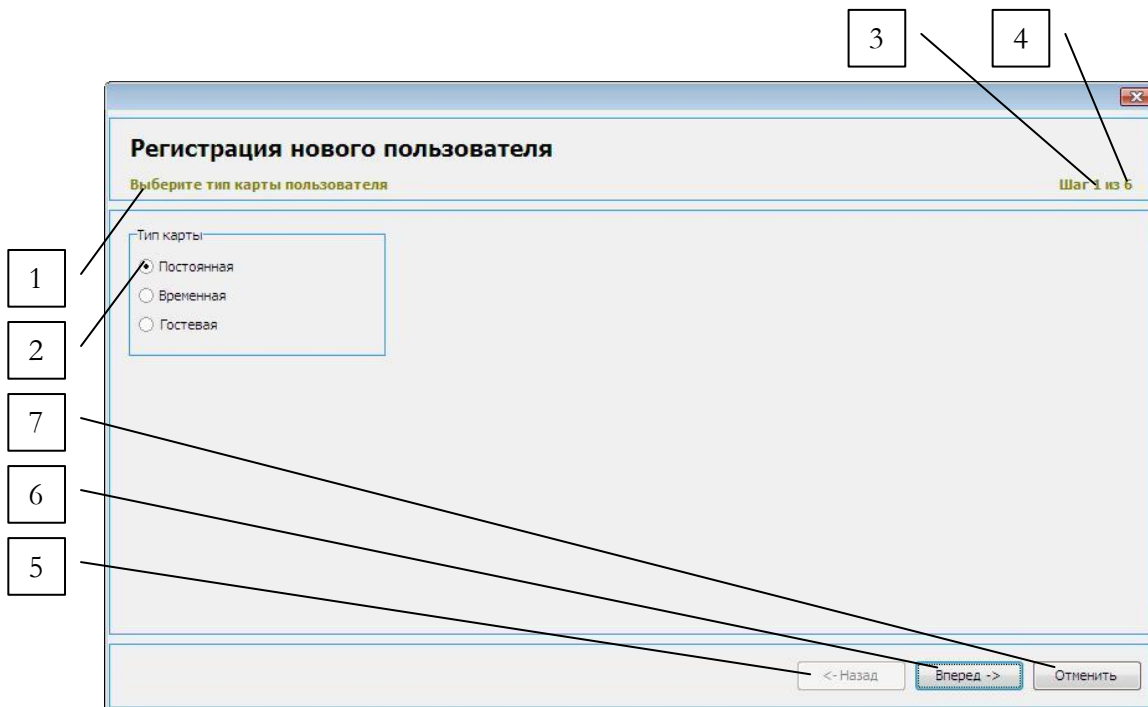 3 4
Регистрация нового пользователя
Выберите тип карты пользователя Шаг 1 из 6
Тип карты
1
Постоянная
Временная
2
Гостевая
7
6
5
<- Назад Вперед -> Отменить